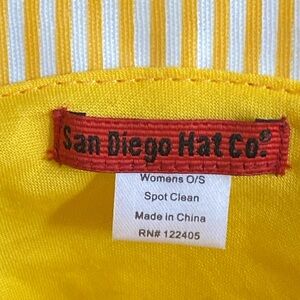 San Diego Hat Co.®
Womens O/S
Spot Clean
Made in China
RN# 122405